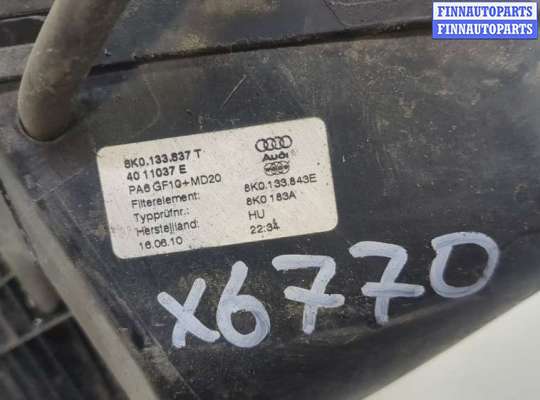 FINNAUTOPARTS
FINNAUTOPARTS
8K0.133.837 T
40 11037 E
PA6 GF10+MD20
Filterelement: 8K0.133.843E
Typprüfnr.: 8K0 183A
Herstelland: HU
16.06.10 22:34
Audi
X6770